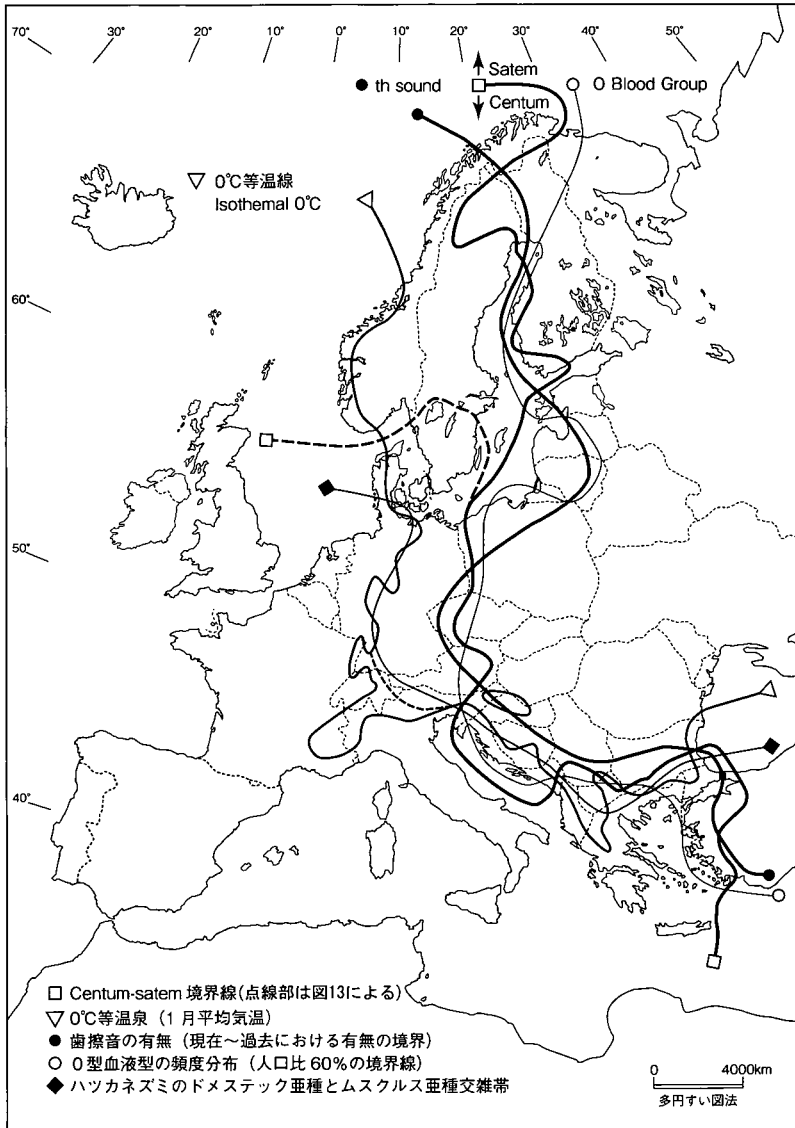 70°
30°
20°
10°
0°
10°
20°
30°
40°
50°
● th sound
Satem
□
Centum
○ O Blood Group
▽ 0℃等温線
Isothemal 0℃
60°
50°
40°
□ Centum-satem 境界線(点線部は図13による)
▽ 0℃等温泉 (1月平均気温)
● 歯擦音の有無 (現在〜過去における有無の境界)
○ O型血液型の頻度分布 (人口比 60%の境界線)
◆ ハツカネズミのドメステック亜種とムスクルス亜種交雑帯
0 4000km
多円すい図法